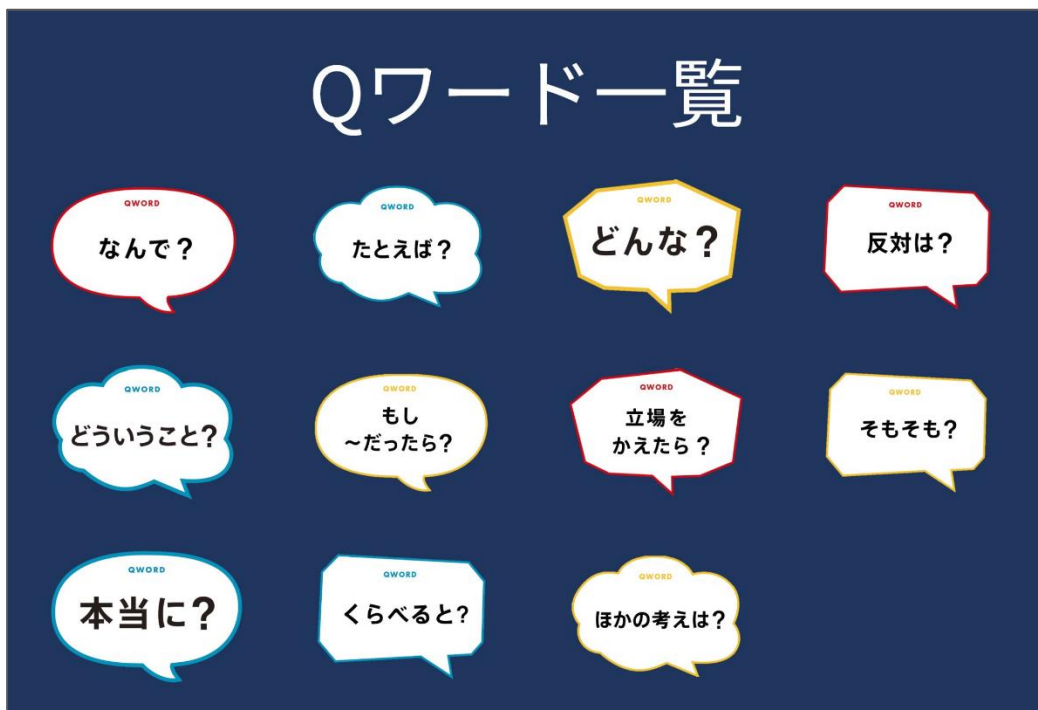 Qワード一覧
QWORD
なんで？
QWORD
たとえば？
QWORD
どんな？
QWORD
反対は？
QWORD
どういうこと？
QWORD
もし
～だったら？
QWORD
立場を
かえたら？
QWORD
そもそも？
QWORD
本当に？
QWORD
くらべると？
QWORD
ほかの考えは？